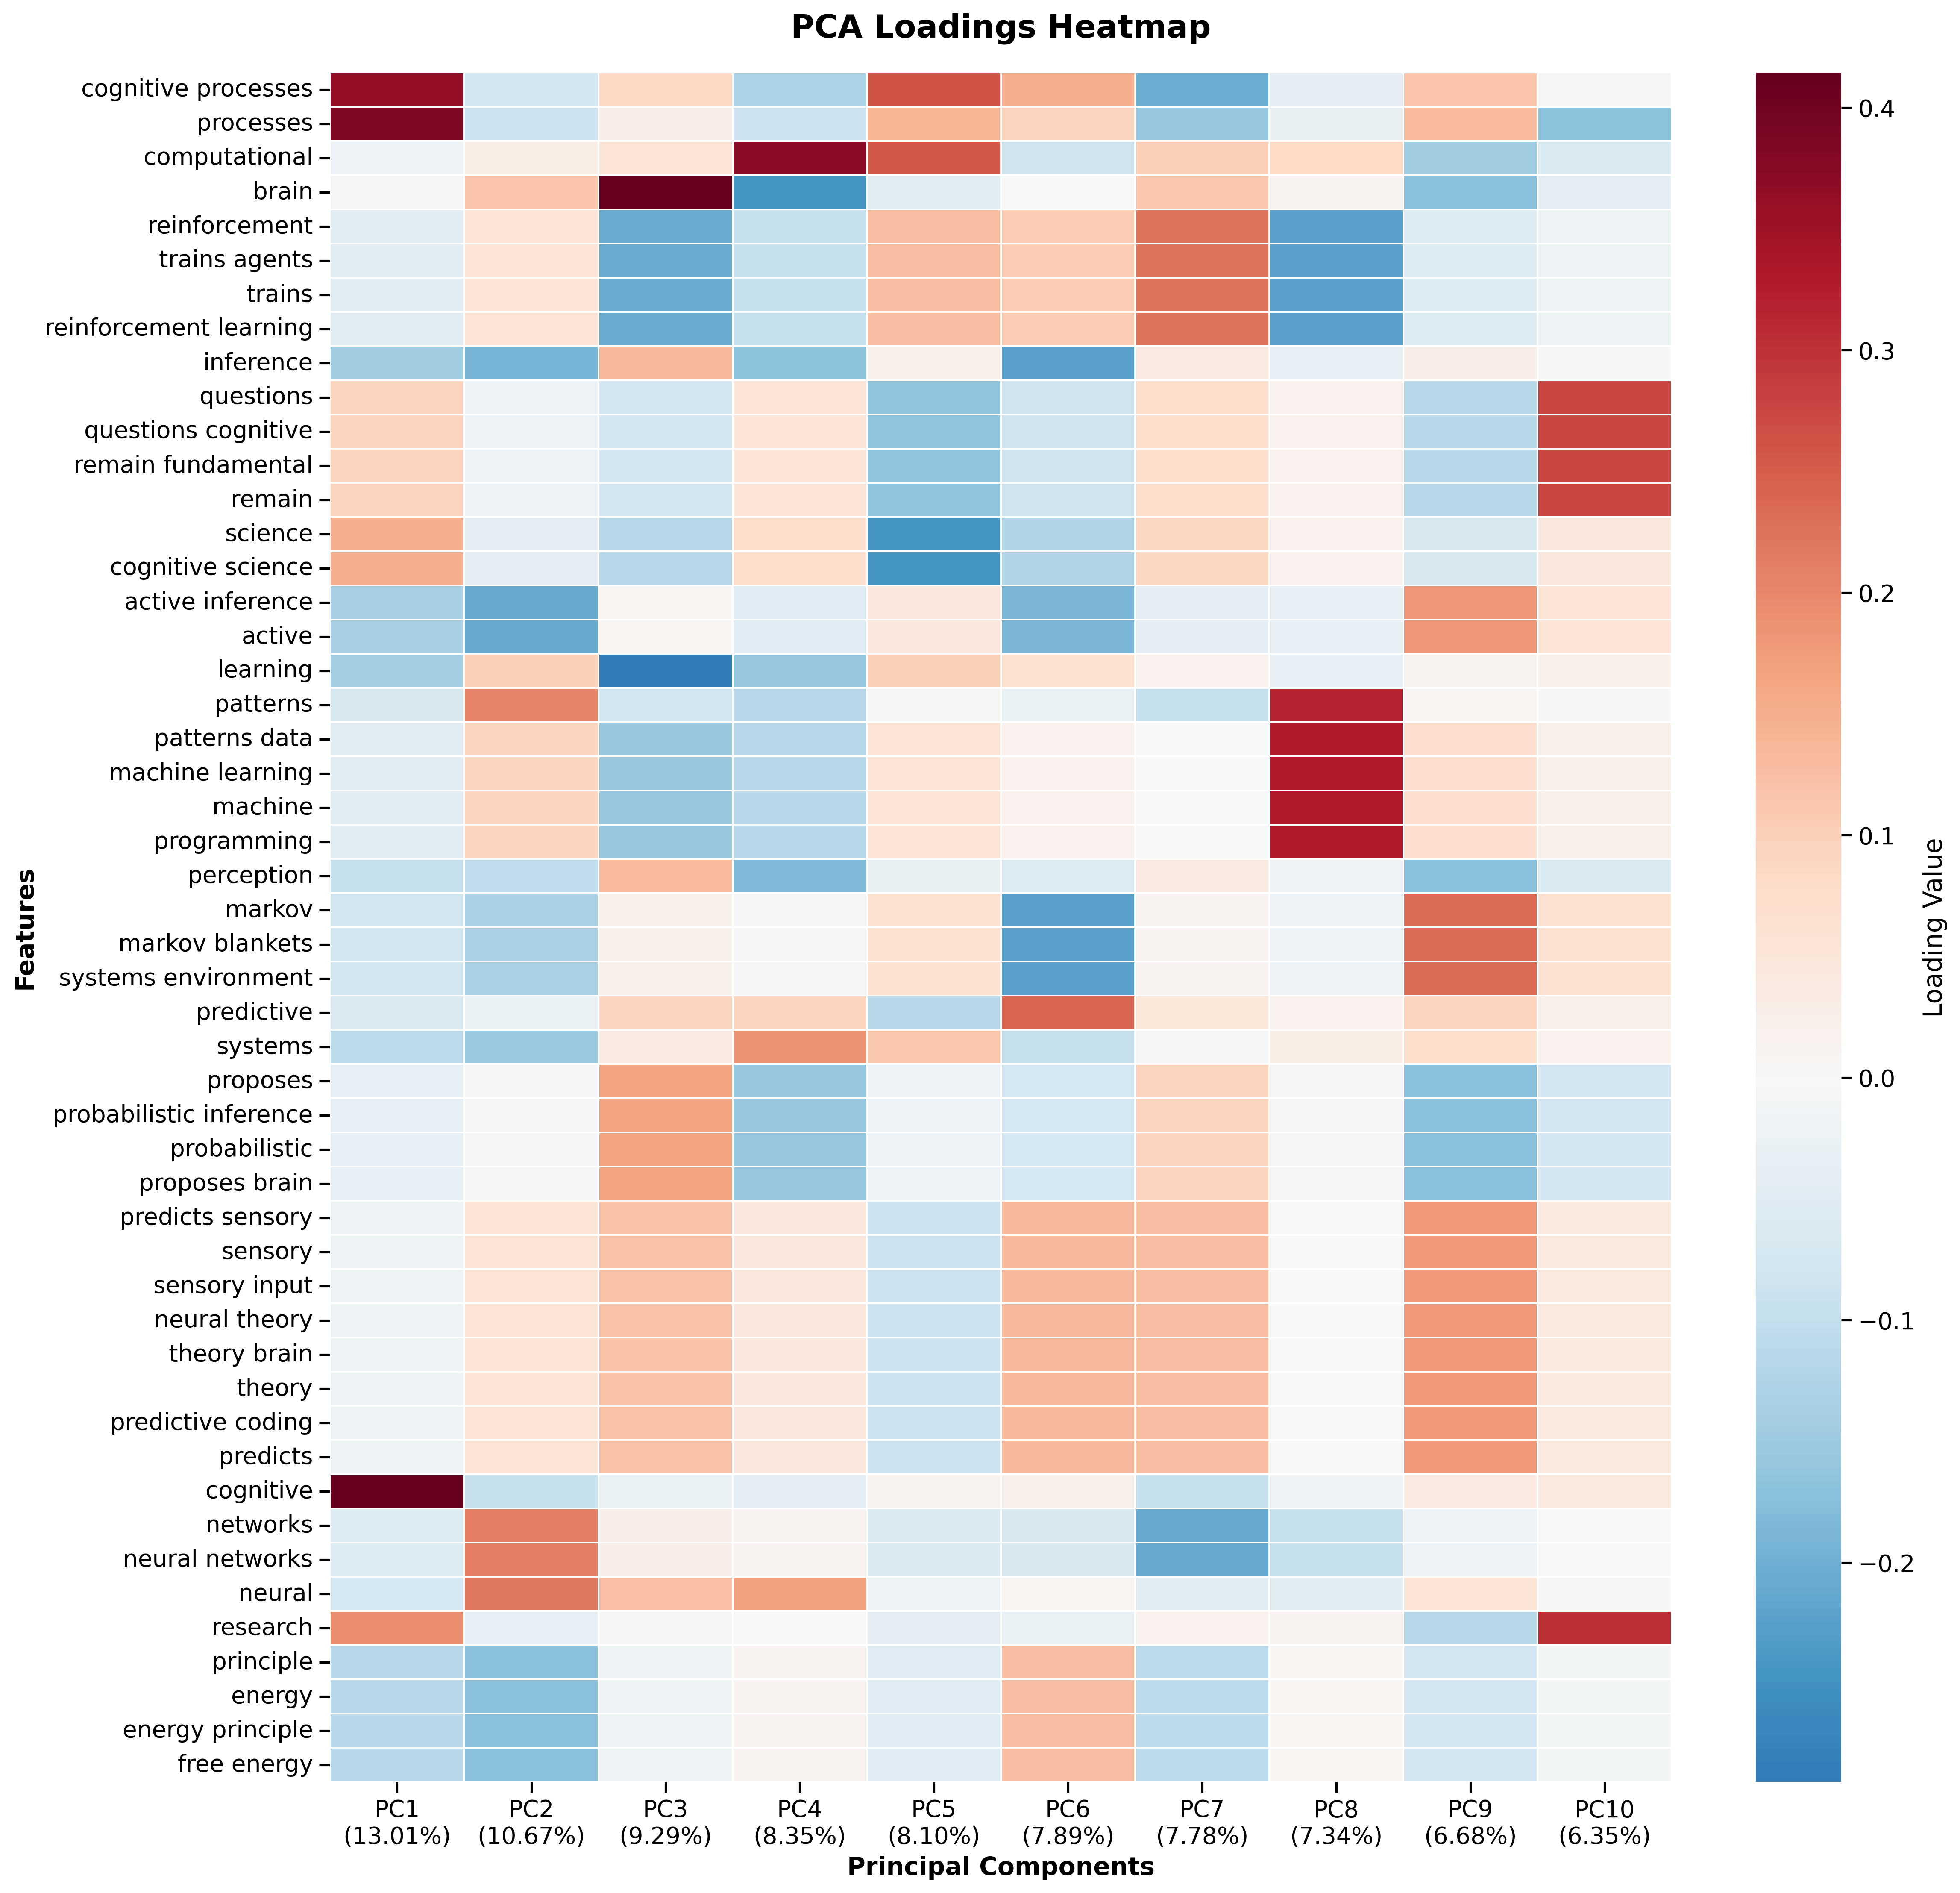 PCA Loadings Heatmap
Features
cognitive processes
processes
computational
brain
reinforcement
trains agents
trains
reinforcement learning
inference
questions
questions cognitive
remain fundamental
remain
science
cognitive science
active inference
active
learning
patterns
patterns data
machine learning
machine
programming
perception
markov
markov blankets
systems environment
predictive
systems
proposes
probabilistic inference
probabilistic
proposes brain
predicts sensory
sensory
sensory input
neural theory
theory brain
theory
predictive coding
predicts
cognitive
networks
neural networks
neural
research
principle
energy
energy principle
free energy
PC1 PC2 PC3 PC4 PC5 PC6 PC7 PC8 PC9 PC10
(13.01%) (10.67%) (9.29%) (8.35%) (8.10%) (7.89%) (7.78%) (7.34%) (6.68%) (6.35%)
Principal Components
0.4
0.3
0.2
0.1
0.0
−0.1
−0.2
Loading Value